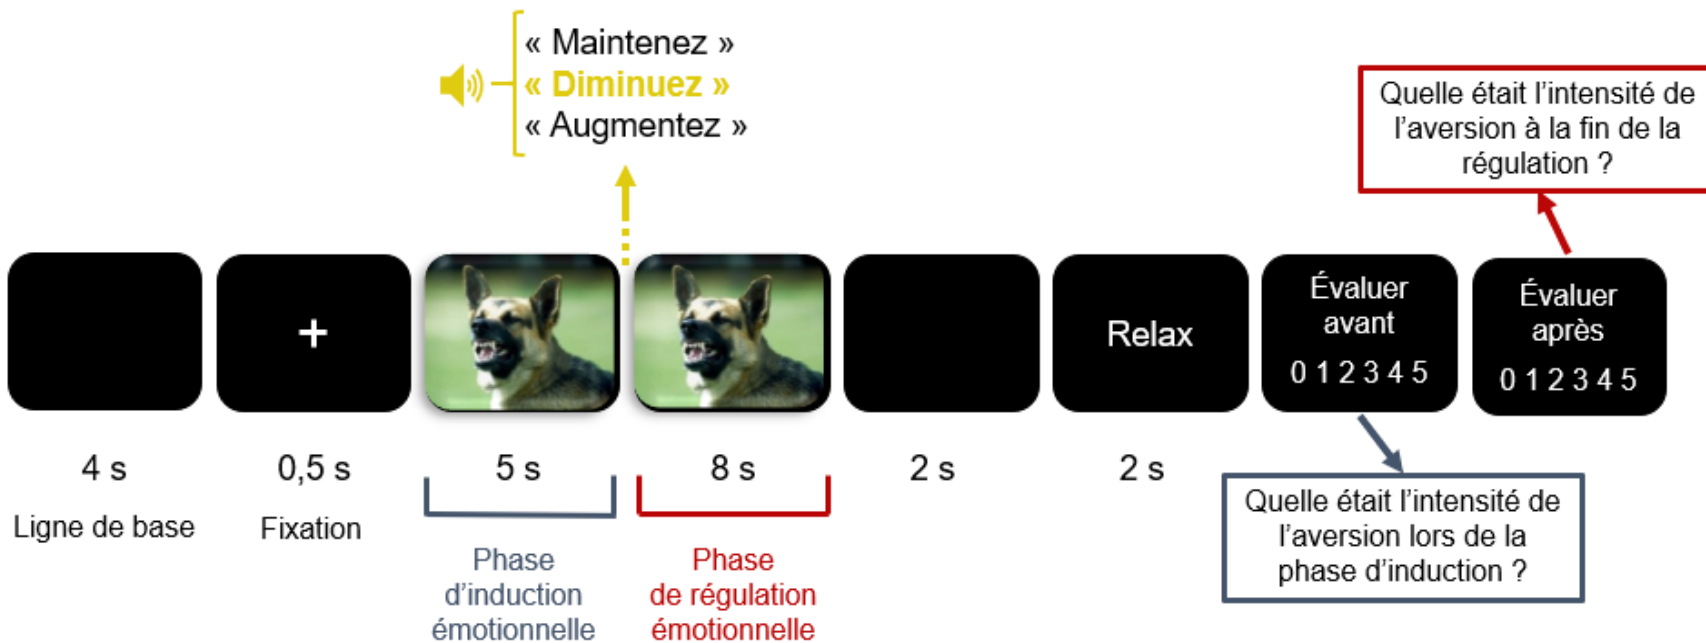 « Maintenez »
« Diminuez »
« Augmentez »
Quelle était l’intensité de
l’aversion à la fin de la
régulation ?
+
Relax
Évaluer
avant
0 1 2 3 4 5
Évaluer
après
0 1 2 3 4 5
4 s
0,5 s
5 s
8 s
2 s
2 s
Ligne de base
Fixation
Phase
d’induction
émotionnelle
Phase
de régulation
émotionnelle
Quelle était l’intensité de
l’aversion lors de la
phase d’induction ?